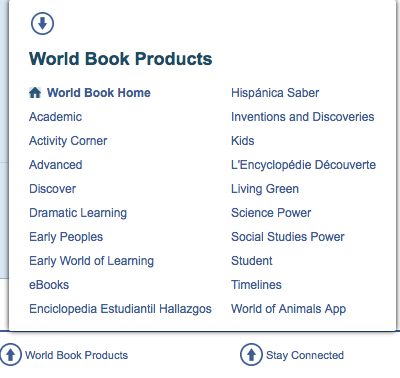 World Book Products
World Book Home
Academic
Activity Corner
Advanced
Discover
Dramatic Learning
Early Peoples
Early World of Learning
eBooks
Enciclopedia Estudiantil Hallazgos
Hispánica Saber
Inventions and Discoveries
Kids
L'Encyclopédie Découverte
Living Green
Science Power
Social Studies Power
Student
Timelines
World of Animals App
World Book Products
Stay Connected